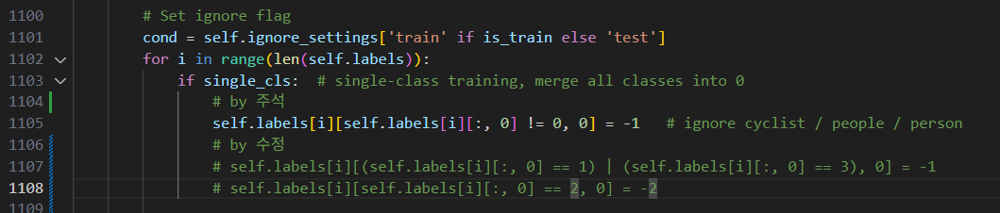 1100 # Set ignore flag
1101 cond = self.ignore_settings['train' if is_train else 'test']
1102 for i in range(len(self.labels)):
1103 if single_cls:  # single-class training, merge all classes into 0
1104 # by 주석
1105 self.labels[i][self.labels[i][:, 0] != 0, 0] = -1   # ignore cyclist / people / person
1106 # by 수정
1107 # self.labels[i][(self.labels[i][:, 0] == 1) | (self.labels[i][:, 0] == 3), 0] = -1
1108 # self.labels[i][self.labels[i][:, 0] == 2, 0] = -2
1109